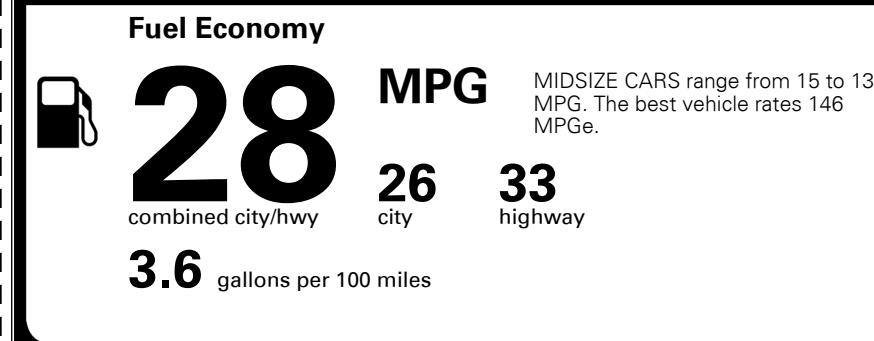 Fuel Economy
28
MPG
MIDSIZE CARS range from 15 to 13
MPG. The best vehicle rates 146
MPGe.
26
33
combined city/hwy
city
highway
3.6 gallons per 100 miles